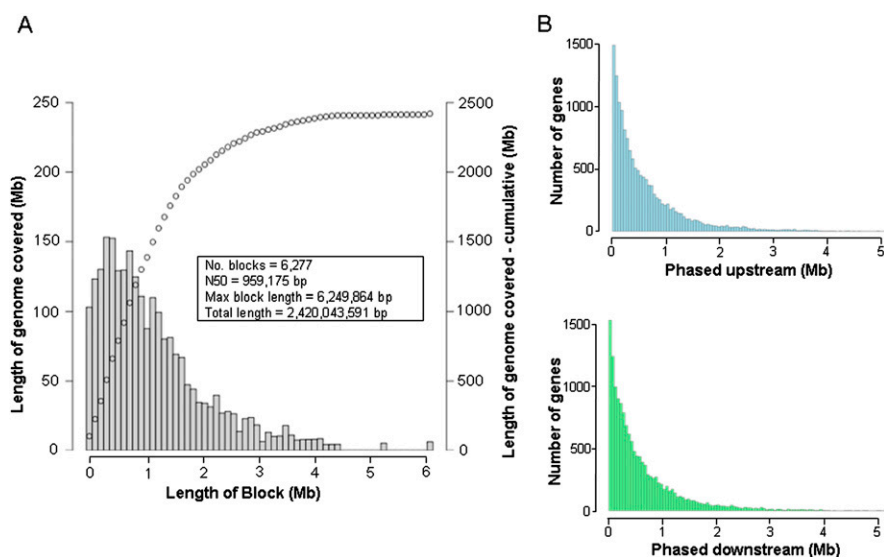 A
250
200
150
100
50
0
Length of genome covered (Mb)
2500
2000
1500
1000
500
0
Length of genome covered - cumulative (Mb)
No. blocks = 6,277
N50 = 959,175 bp
Max block length = 6,249,864 bp
Total length = 2,420,043,591 bp
0 1 2 3 4 5 6
Length of Block (Mb)
B
1500
1000
500
0
Number of genes
0 1 2 3 4 5
Phased upstream (Mb)
1500
1000
500
0
Number of genes
0 1 2 3 4 5
Phased downstream (Mb)